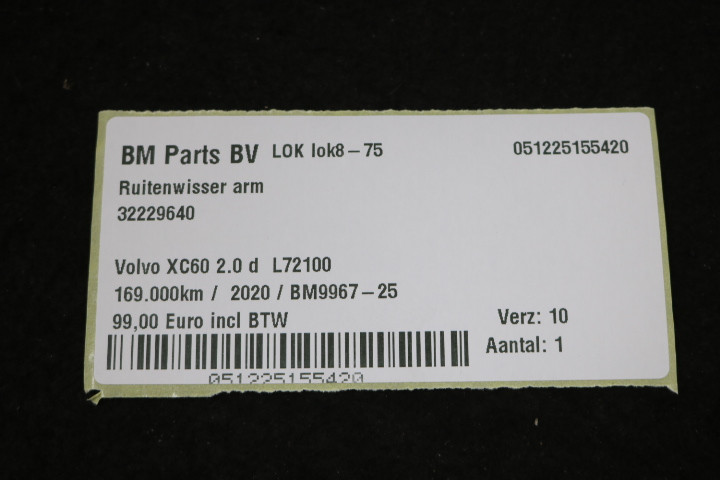 BM Parts BV LOK lok8-75 051225155420
Ruitenwisser arm
32229640
Volvo XC60 2.0 d L72100
169.000km / 2020 / BM9967-25
99,00 Euro incl BTW Verz: 10
Aantal: 1
051225155420